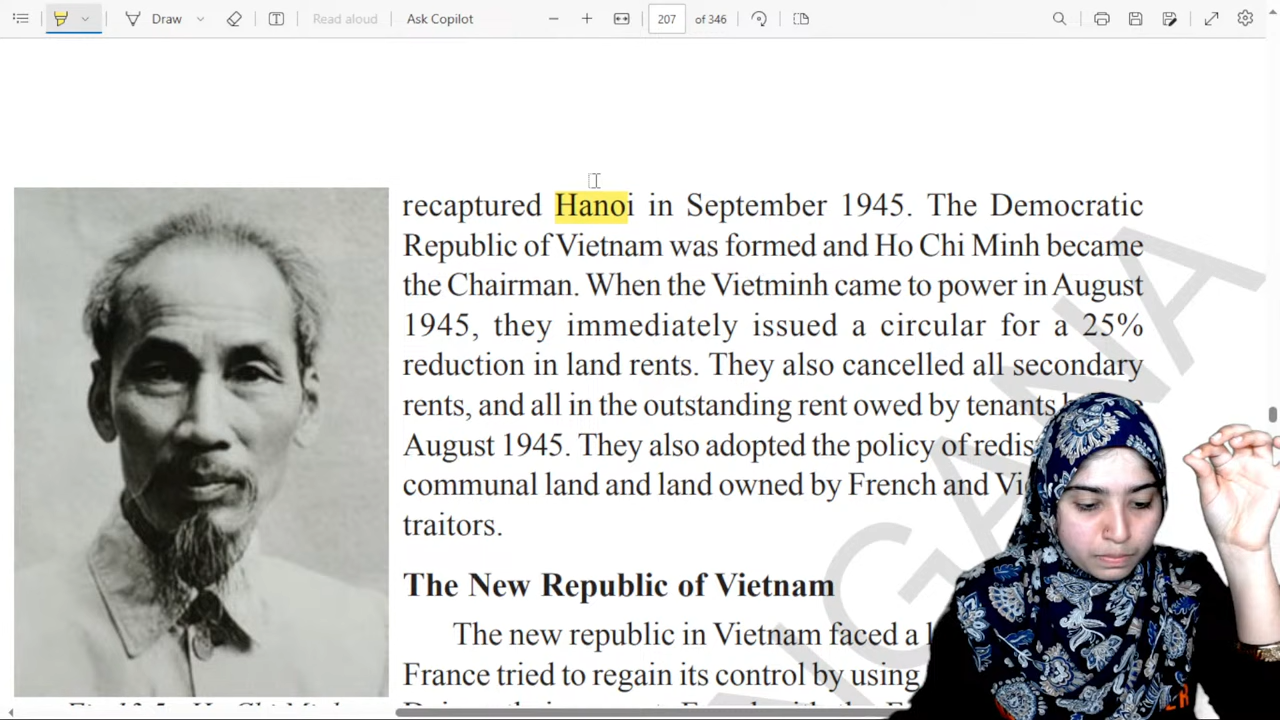 Draw
Read aloud
Ask Copilot
207
of 346
recaptured Hanoi in September 1945. The Democratic
Republic of Vietnam was formed and Ho Chi Minh became
the Chairman. When the Vietminh came to power in August
1945, they immediately issued a circular for a 25%
reduction in land rents. They also cancelled all secondary
rents, and all in the outstanding rent owed by tenants
August 1945. They also adopted the policy of
communal land and land owned by French and
traitors.
The New Republic of Vietnam
The new republic in Vietnam faced a
France tried to regain its control by using